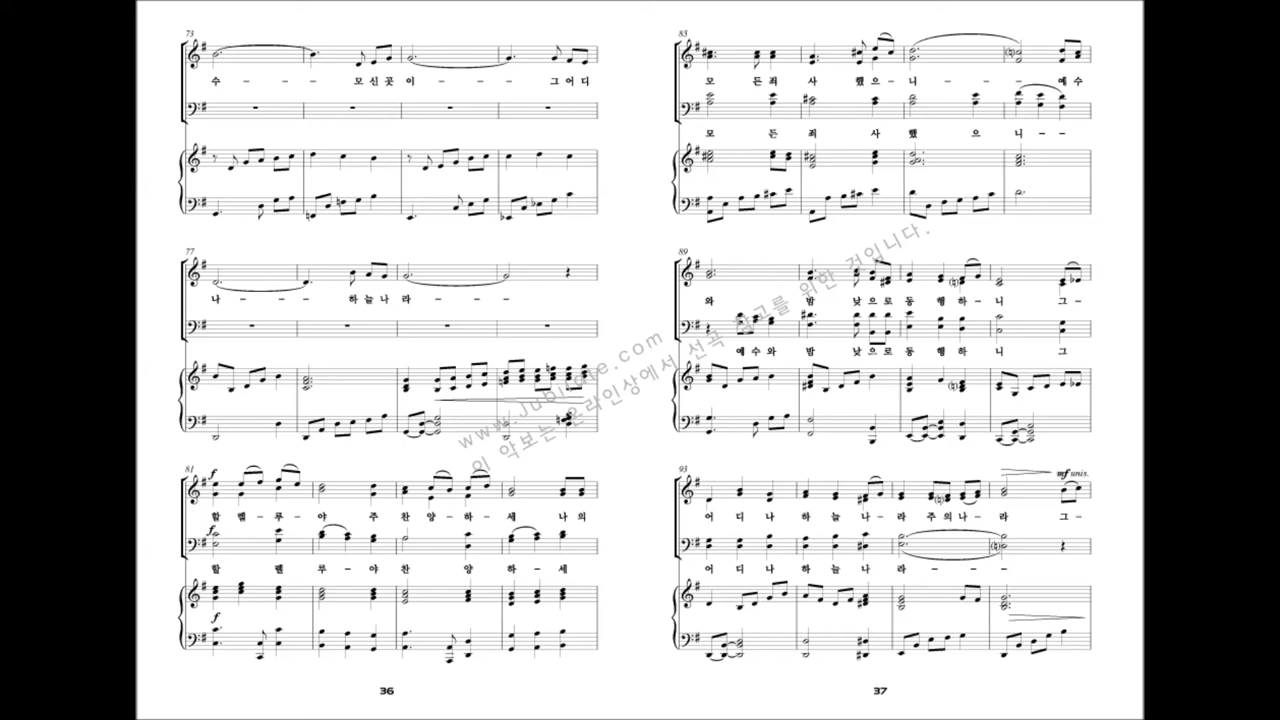 73
수 - - - 모 신 곳 이 - - - 그 어 디
77
나 - - - 하 늘 나 라 - - - -
81
f
할 렐 - 루 - 야 주 찬 양 - 하 - 세 나 의
f
할 렐 루 - 야 찬 양 하 - 세
f
36
83
모 든 죄 사 했 으 - 니 - - - 예 수
모 든 죄 사 했 으 니 - -
89
와 밤 낮 으 로 동 행 하 - 니 그 -
예 수 와 밤 낮 으 로 동 행 하 니 그
93
mf unis.
어 디 나 하 늘 나 - 라 주 의 나 - 라 그 -
어 디 나 하 늘 나 라 - - -
37
www.Jubilate.com
이 악보는 온라인상에서 선곡 참고를 위한 것입니다.